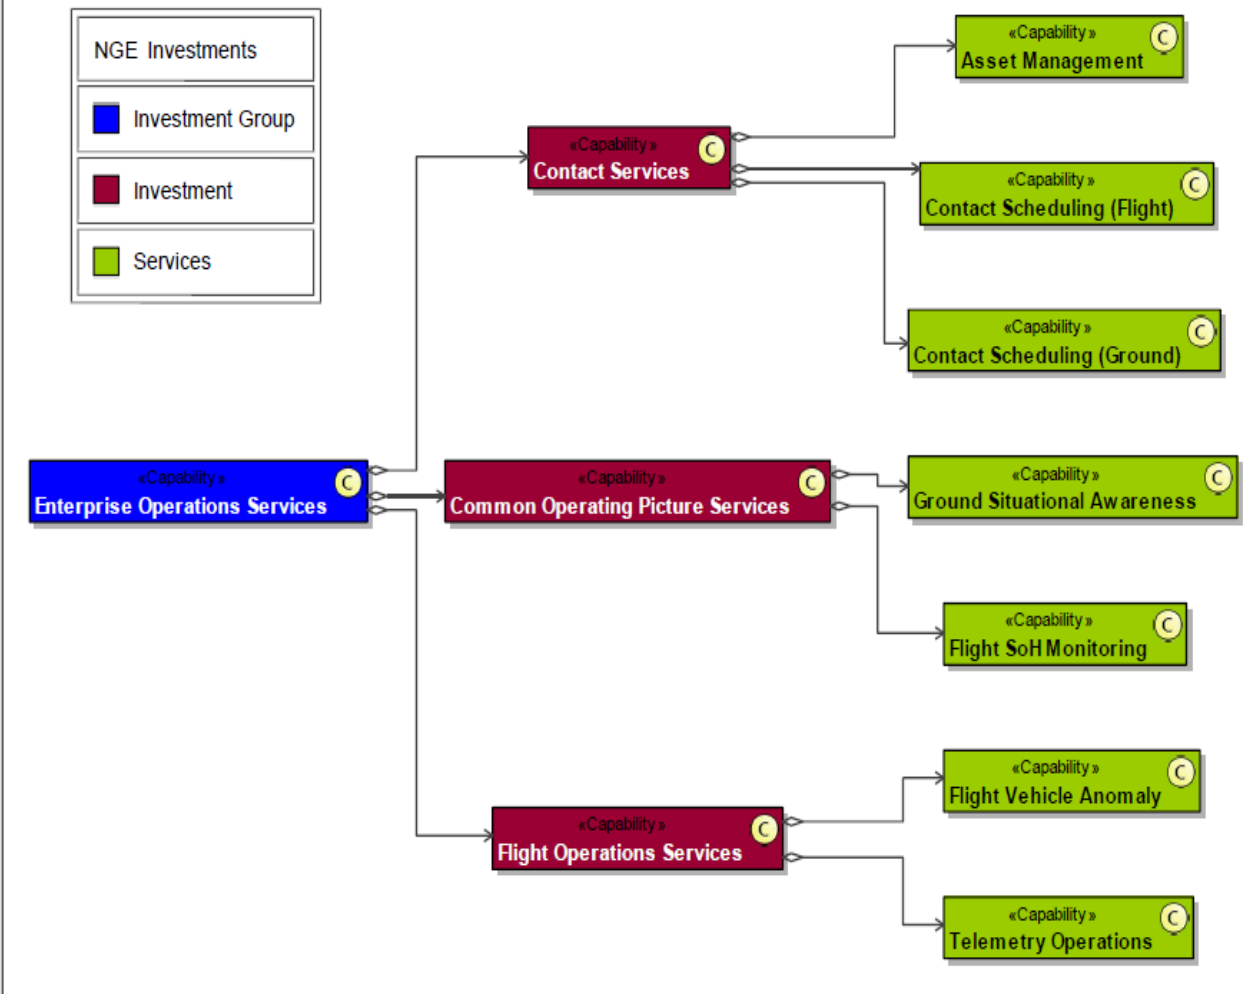 NGE Investments
Investment Group
Investment
Services
«Capability»
C
Asset Management
«Capability»
C
Contact Services
«Capability»
C
Contact Scheduling (Flight)
«Capability»
C
Contact Scheduling (Ground)
«Capability»
C
Enterprise Operations Services
«Capability»
C
Common Operating Picture Services
«Capability»
C
Ground Situational Awareness
«Capability»
C
Flight SoH Monitoring
«Capability»
C
Flight Vehicle Anomaly
«Capability»
C
Flight Operations Services
«Capability»
C
Telemetry Operations